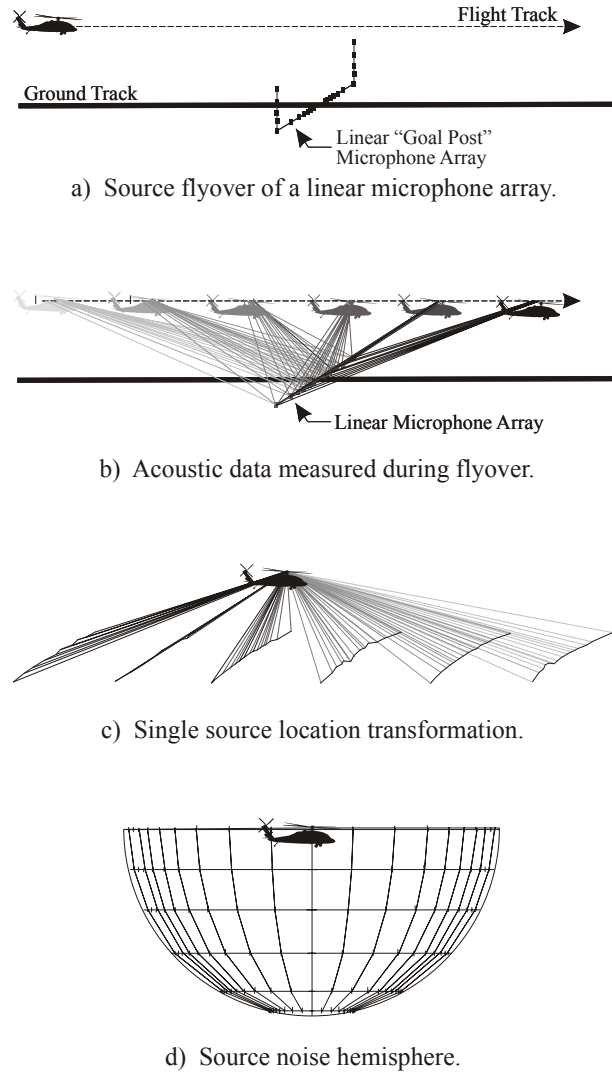 Flight Track
Ground Track
Linear “Goal Post”
Microphone Array
a) Source flyover of a linear microphone array.
Linear Microphone Array
b) Acoustic data measured during flyover.
c) Single source location transformation.
d) Source noise hemisphere.